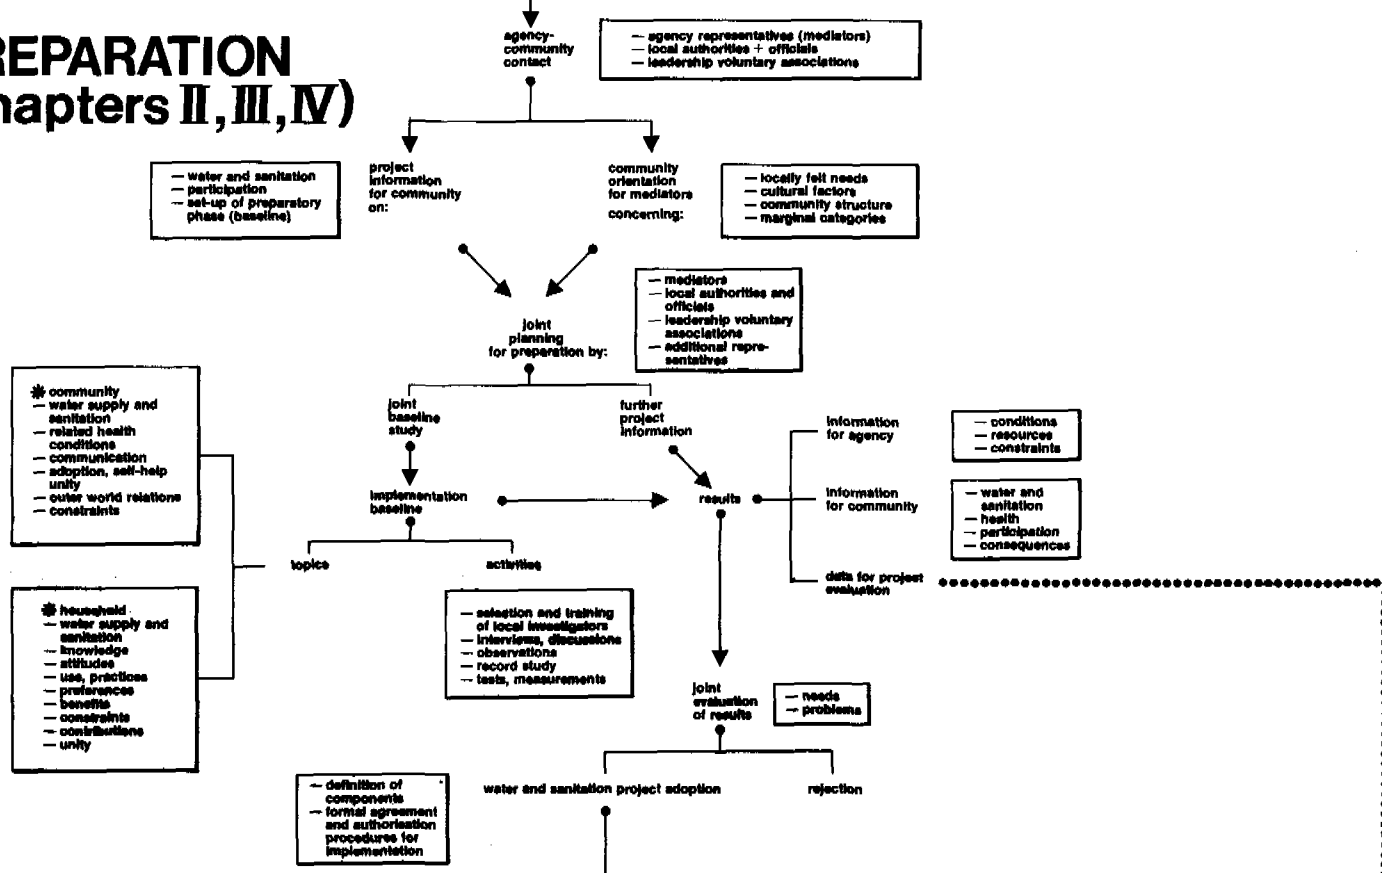 REPARATION
hapters II, III, IV)
agency-
community
contact
— agency representatives (mediators)
— local authorities + officials
— leadership voluntary associations
— water and sanitation
— participation
— set-up of preparatory
phase (baseline)
project
information
for community
on:
community
orientation
for mediators
concerning:
— locally felt needs
— cultural factors
— community structure
— marginal categories
joint
planning
for preparation by:
— mediators
— local authorities and
officials
— leadership voluntary
associations
— additional repre-
sentatives
joint
baseline
study
further
project
information
✱ community
— water supply and
sanitation
— related health
conditions
— communication
— adoption, self-help
unity
— outer world relations
— constraints
implementation
baseline
results
information
for agency
— conditions
— resources
— constraints
information
for community
— water and
sanitation
— health
— participation
— consequences
data for project
evaluation
topics
activities
✱ household
— water supply and
sanitation
— knowledge
— attitudes
— use, practices
— preferences
— benefits
— constraints
— contributions
— unity
— selection and training
of local investigators
— interviews, discussions
— observations
— record study
— tests, measurements
joint
evaluation
of results
— needs
— problems
— definition of
components
— formal agreement
and authorisation
procedures for
implementation
water and sanitation project adoption
rejection